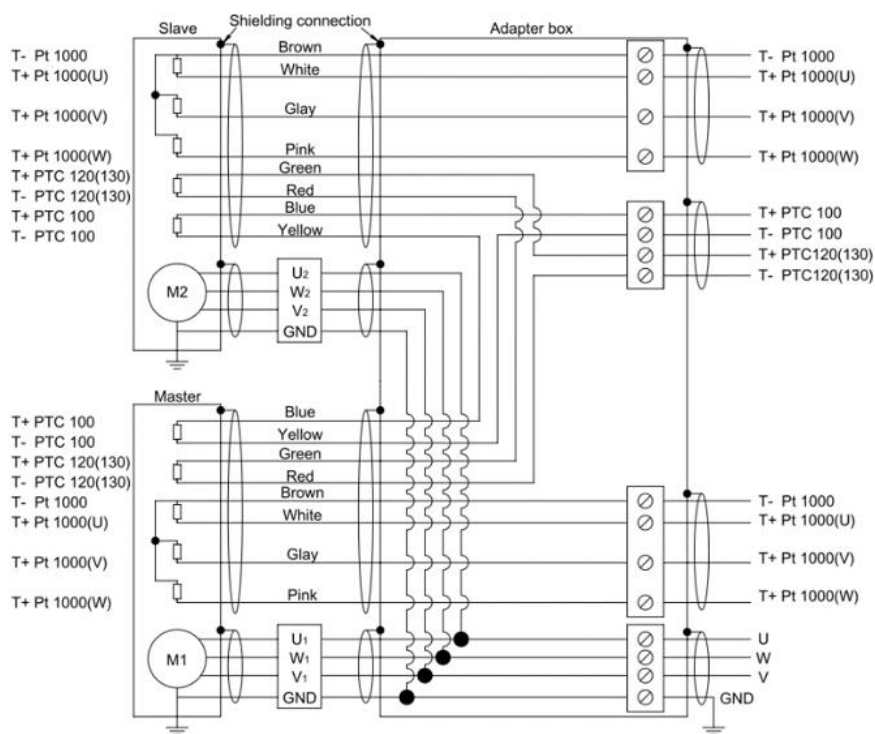 Slave
Shielding connection
Adapter box
T- Pt 1000
Brown
T- Pt 1000
T+ Pt 1000(U)
White
T+ Pt 1000(U)
T+ Pt 1000(V)
Glay
T+ Pt 1000(V)
T+ Pt 1000(W)
Pink
T+ Pt 1000(W)
T+ PTC 120(130)
Green
T- PTC 120(130)
Red
T+ PTC 100
Blue
T+ PTC 100
T- PTC 100
Yellow
T- PTC 100
T+ PTC120(130)
T- PTC120(130)
M2
U2
W2
V2
GND
Master
T+ PTC 100
Blue
T- PTC 100
Yellow
T+ PTC 120(130)
Green
T- PTC 120(130)
Red
T- Pt 1000
Brown
T- Pt 1000
T+ Pt 1000(U)
White
T+ Pt 1000(U)
T+ Pt 1000(V)
Glay
T+ Pt 1000(V)
T+ Pt 1000(W)
Pink
T+ Pt 1000(W)
M1
U1
U
W1
W
V1
V
GND
GND